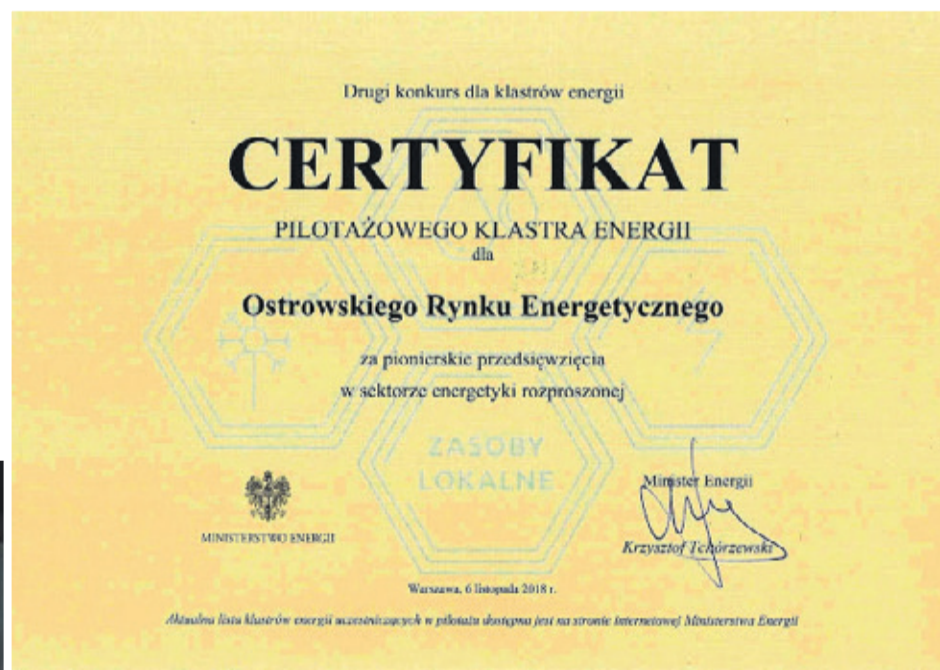 Drugi konkurs dla klastrów energii
CERTYFIKAT
PILOTAŻOWEGO KLASTRA ENERGII
dla
Ostrowskiego Rynku Energetycznego
za pionierskie przedsięwzięcia
w sektorze energetyki rozproszonej
ZASOBY
LOKALNE
MINISTERSTWO ENERGII
Minister Energii
Krzysztof Tchórzewski
Warszawa, 6 listopada 2018 r.
Aktualna lista klastrów energii uczestniczących w pilotażu dostępna jest na stronie internetowej Ministerstwa Energii